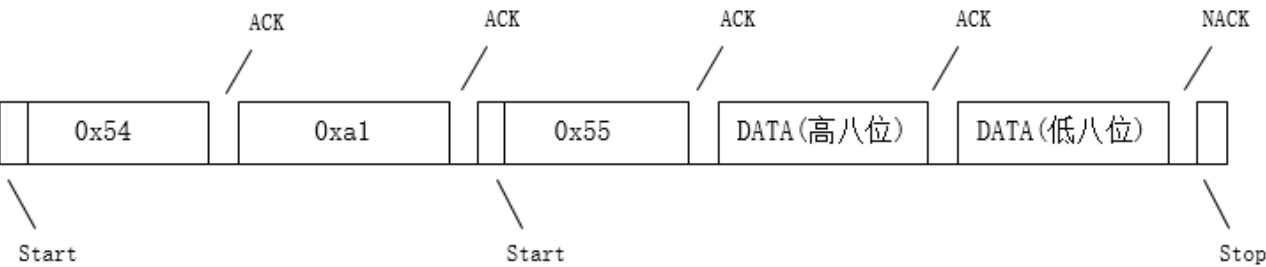 ACK ACK ACK ACK NACK
0x54 0xa1 0x55 DATA(高八位) DATA(低八位)
Start Start Stop